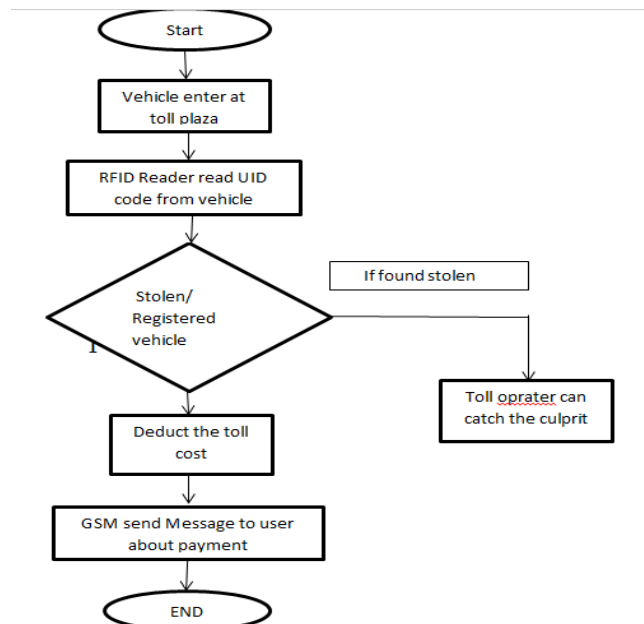 Start
Vehicle enter at
toll plaza
RFID Reader read UID
code from vehicle
If found stolen
Stolen/
Registered
vehicle
Toll oprater can
catch the culprit
Deduct the toll
cost
GSM send Message to user
about payment
END